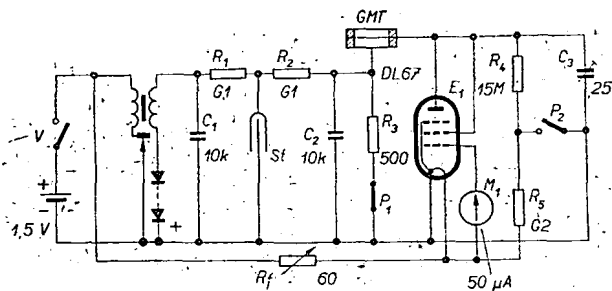 GMT
V
+
-
1,5 V
+
R1
G1
C1
10k
St
R2
G1
C2
10k
DL67
R3
500
P1
E1
M1
50 µA
R4
15M
P2
C3
25
R5
G2
Rf
60